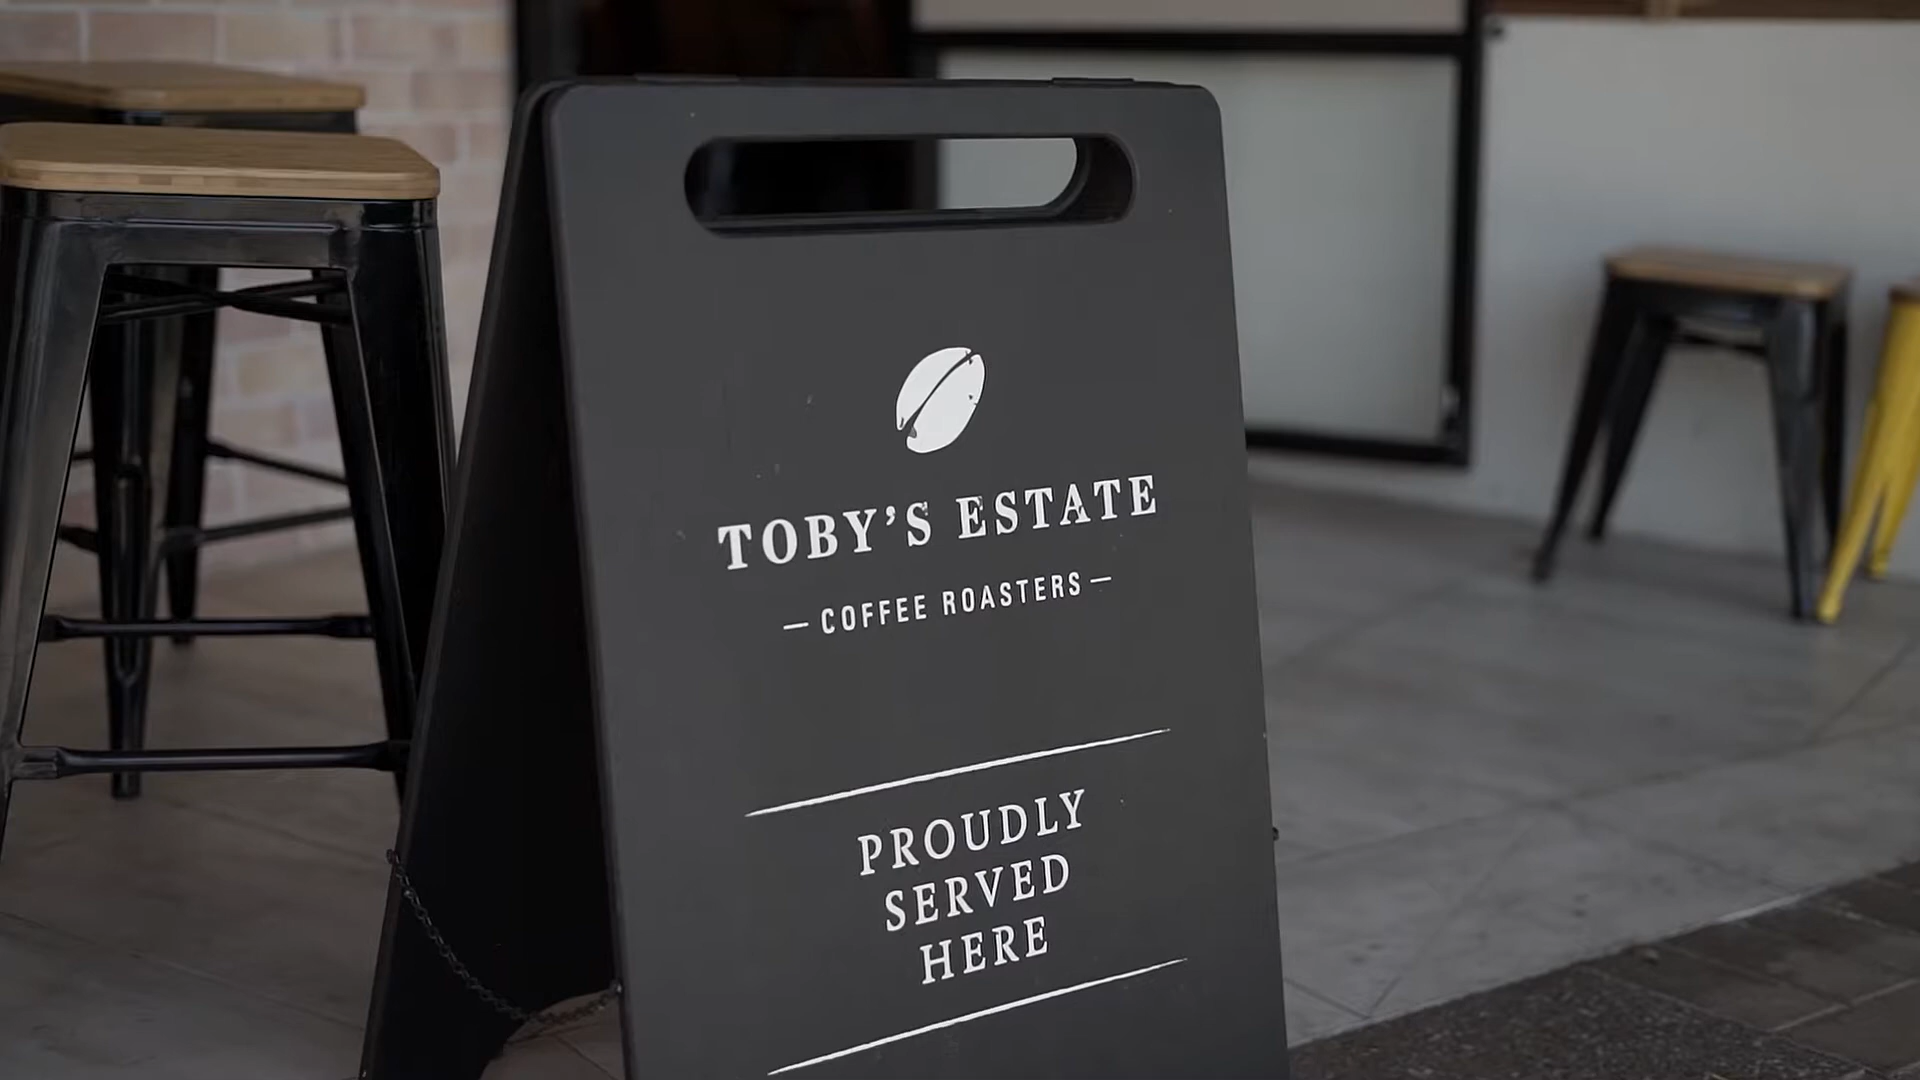 TOBY'S ESTATE
— COFFEE ROASTERS —
PROUDLY
SERVED
HERE